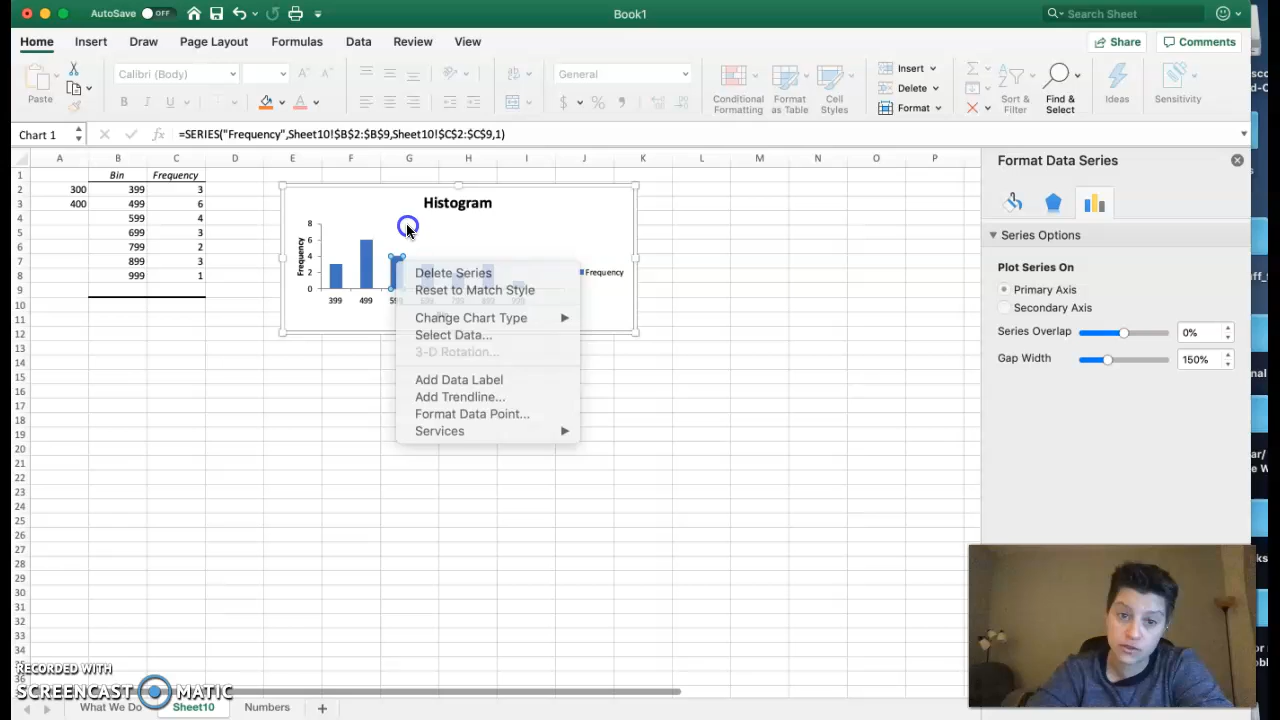 AutoSave OFF
Book1
Search Sheet
Home Insert Draw Page Layout Formulas Data Review View
Share Comments
Paste
Calibri (Body)
General
Conditional Formatting
Format as Table
Cell Styles
Insert
Delete
Format
Sort & Filter
Find & Select
Ideas
Sensitivity
Chart 1
fx =SERIES("Frequency",Sheet10!$B$2:$B$9,Sheet10!$C$2:$C$9,1)
A B C D E F G H I J K L M N O P
1 Bin Frequency
2 300 399 3
3 400 499 6
4 599 4
5 699 3
6 799 2
7 899 3
8 999 1
9
10
11
12
13
14
15
16
17
18
19
20
21
22
23
24
25
26
27
28
29
30
31
32
33
34
36
Histogram
Frequency
8
6
4
2
0
399 499
Frequency
Delete Series
Reset to Match Style
Change Chart Type
Select Data...
3-D Rotation...
Add Data Label
Add Trendline...
Format Data Point...
Services
Format Data Series
Series Options
Plot Series On
Primary Axis
Secondary Axis
Series Overlap 0%
Gap Width 150%
RECORDED WITH
SCREENCAST MATIC
What We Do Sheet10 Numbers +